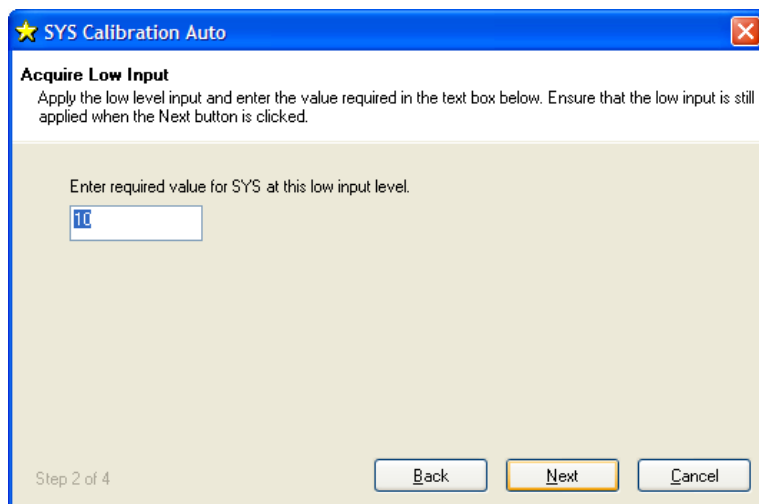 SYS Calibration Auto
Acquire Low Input
Apply the low level input and enter the value required in the text box below. Ensure that the low input is still
applied when the Next button is clicked.
Enter required value for SYS at this low input level.
10
Step 2 of 4
Back
Next
Cancel